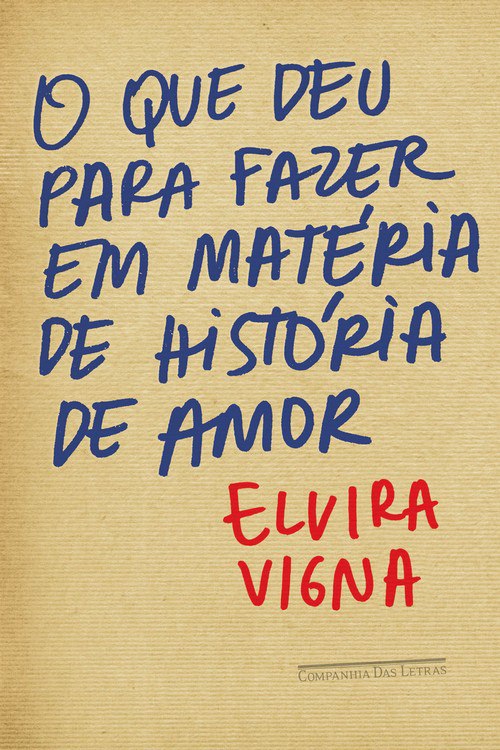 O QUE DEU
PARA FAZER
EM MATÉRIA
DE HISTÓRIA
DE AMOR
ELVIRA
VIGNA
COMPANHIA DAS LETRAS